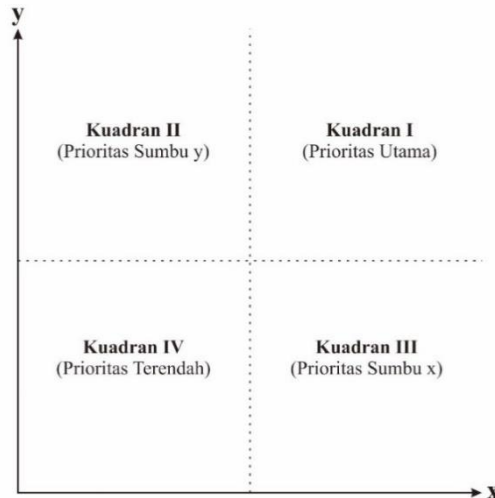 y
Kuadran II
(Prioritas Sumbu y)
Kuadran I
(Prioritas Utama)
Kuadran IV
(Prioritas Terendah)
Kuadran III
(Prioritas Sumbu x)
x